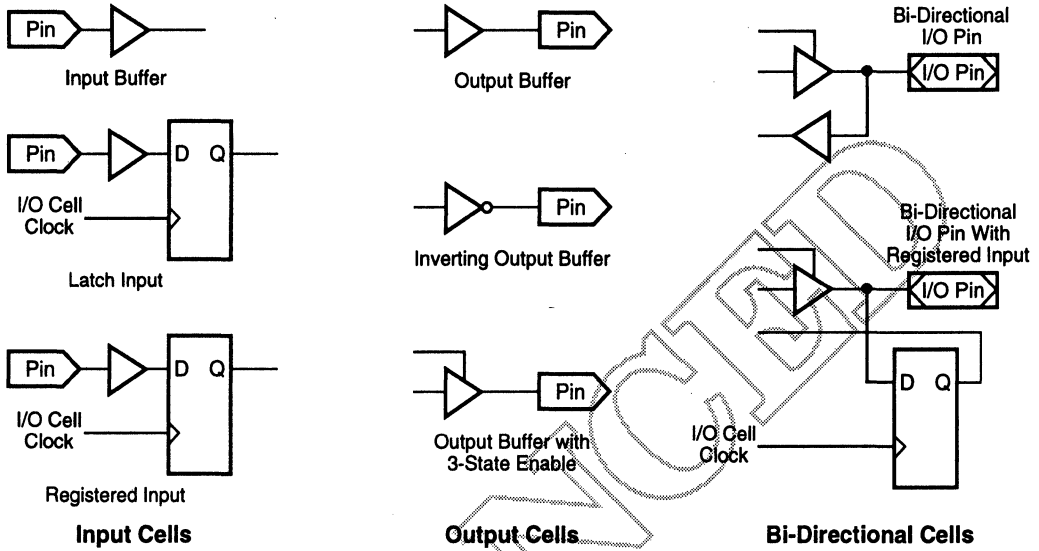 Pin
Input Buffer
Pin
D Q
I/O Cell
Clock
Latch Input
Pin
D Q
I/O Cell
Clock
Registered Input
Input Cells
Pin
Output Buffer
Pin
Inverting Output Buffer
Pin
Output Buffer with
3-State Enable
Output Cells
Bi-Directional
I/O Pin
I/O Pin
Bi-Directional
I/O Pin With
Registered Input
I/O Pin
D Q
I/O Cell
Clock
Bi-Directional Cells